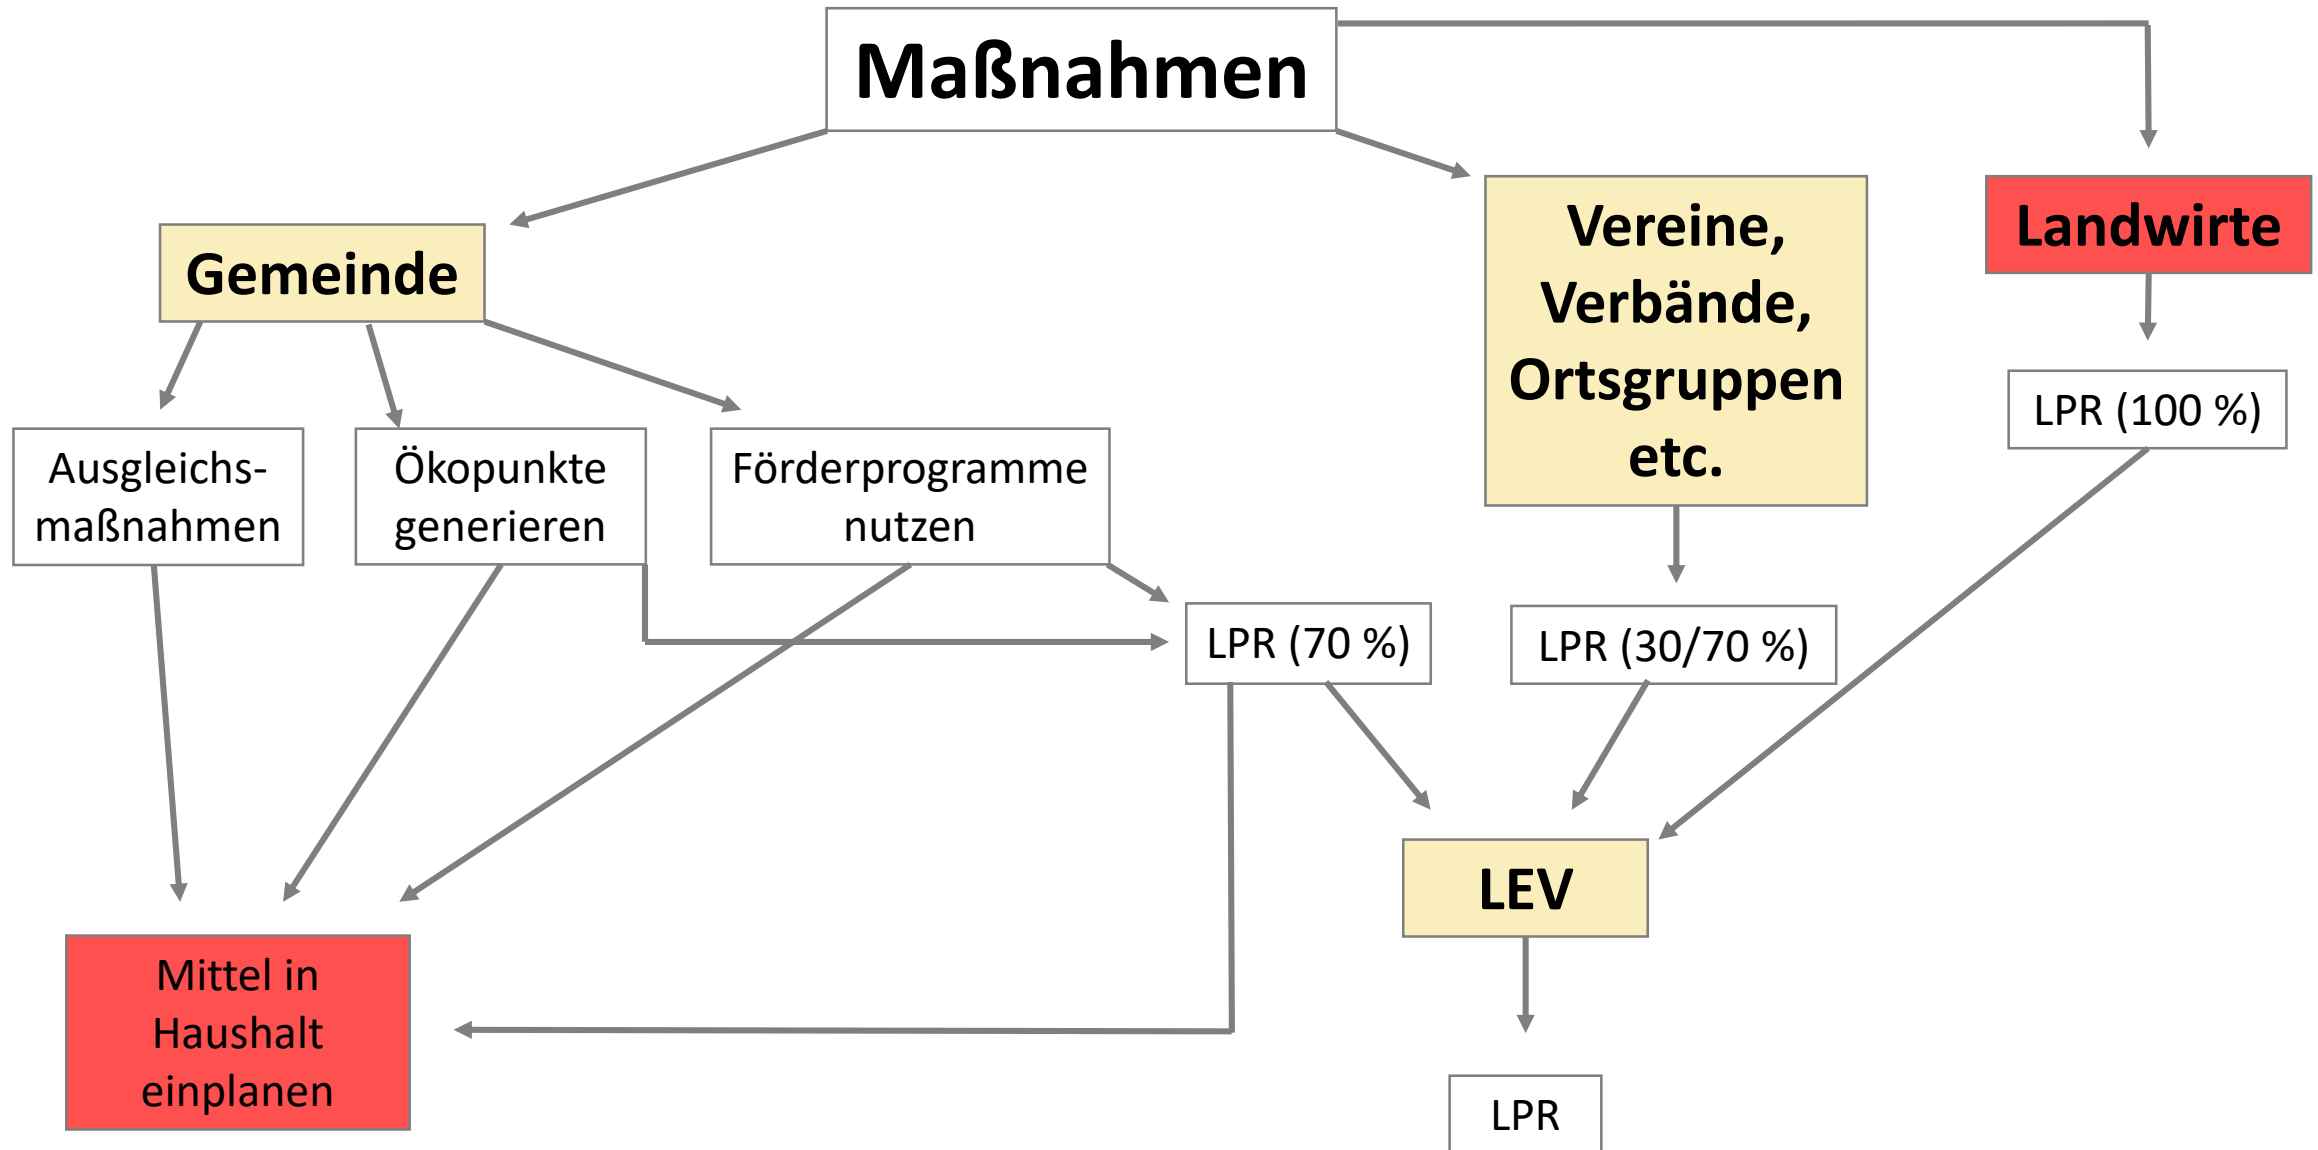 Maßnahmen
Gemeinde
Vereine,
Verbände,
Ortsgruppen
etc.
Landwirte
LPR (100 %)
Ausgleichs-
maßnahmen
Ökopunkte
generieren
Förderprogramme
nutzen
LPR (70 %)
LPR (30/70 %)
LEV
Mittel in
Haushalt
einplanen
LPR